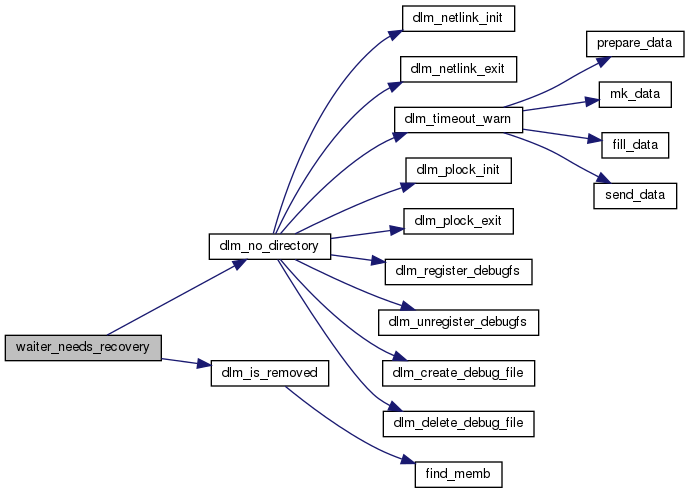 dlm_netlink_init
prepare_data
dlm_netlink_exit
mk_data
dlm_timeout_warn
fill_data
dlm_plock_init
send_data
dlm_plock_exit
dlm_no_directory
dlm_register_debugfs
dlm_unregister_debugfs
waiter_needs_recovery
dlm_is_removed
dlm_create_debug_file
dlm_delete_debug_file
find_memb